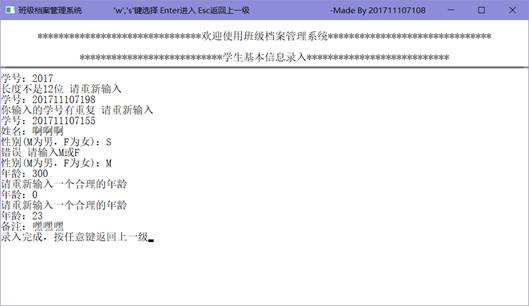 班级档案管理系统 'w','s'键选择 Enter进入 Esc返回上一级 -Made By 201711107108
*******************************欢迎使用班级档案管理系统*******************************
***************************学生基本信息录入***************************
学号: 2017
长度不是12位 请重新输入
学号: 201711107198
你输入的学号有重复 请重新输入
学号: 201711107155
姓名: 啊啊啊
性别(M为男, F为女): S
错误 请输入M或F
性别(M为男, F为女): M
年龄: 300
请重新输入一个合理的年龄
年龄: 0
请重新输入一个合理的年龄
年龄: 23
备注: 嘿嘿嘿
录入完成, 按任意键返回上一级